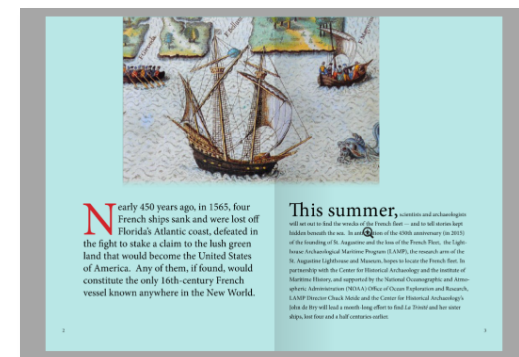 Nearly 450 years ago, in 1565, four
French ships sank and were lost off
Florida's Atlantic coast, defeated in
the fight to stake a claim to the lush green
land that would become the United States
of America. Any of them, if found, would
constitute the only 16th-century French
vessel known anywhere in the New World.
2
This summer, scientists and archaeologists
will set out to find the wrecks of the French fleet — and to tell stories kept
hidden beneath the sea. In of the 450th anniversary (in 2015)
of the founding of St. Augustine and the loss of the French Fleet, the Light-
house Archaeological Maritime Program (LAMP), the research arm of the
St. Augustine Lighthouse and Museum, hopes to locate the French fleet. In
partnership with the Center for Historical Archaeology and the institute of
Maritime History, and supported by the National Oceanographic and Atmo-
spheric Administration (NOAA) Office of Ocean Exploration and Research,
LAMP Director Chuck Meide and the Center for Historical Archaeology's
John de Bry will lead a month-long effort to find La Trinité and her sister
ships, lost four and a half centuries earlier.
3